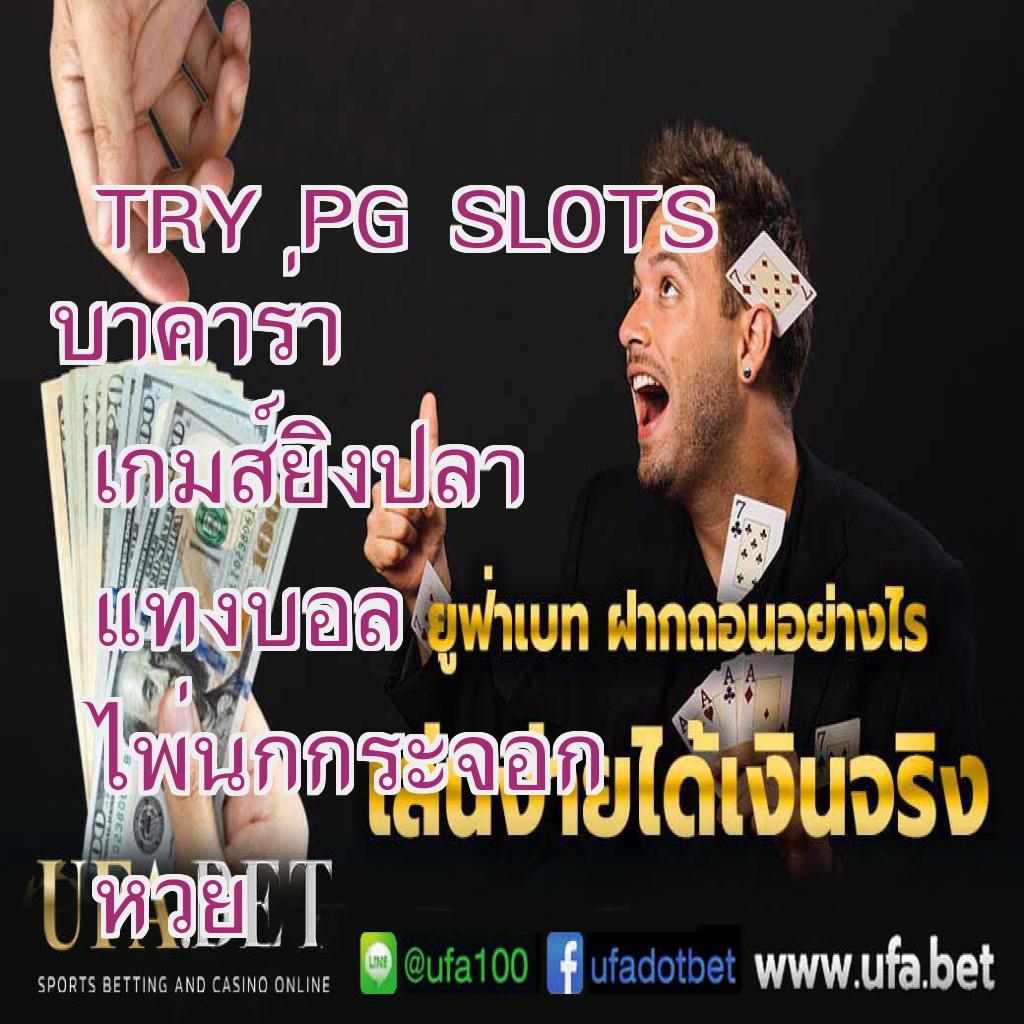 TRY PG SLOTS
บาคาร่า
เกมส์ยิงปลา
แทงบอล
ยูฟ่าเบท ฝากถอนอย่างไร
ไพ่นกกระจอก
เล่นง่ายได้เงินจริง
หวย
UFA.BET
SPORTS BETTING AND CASINO ONLINE
LINE @ufa100 f ufadotbet www.ufa.bet